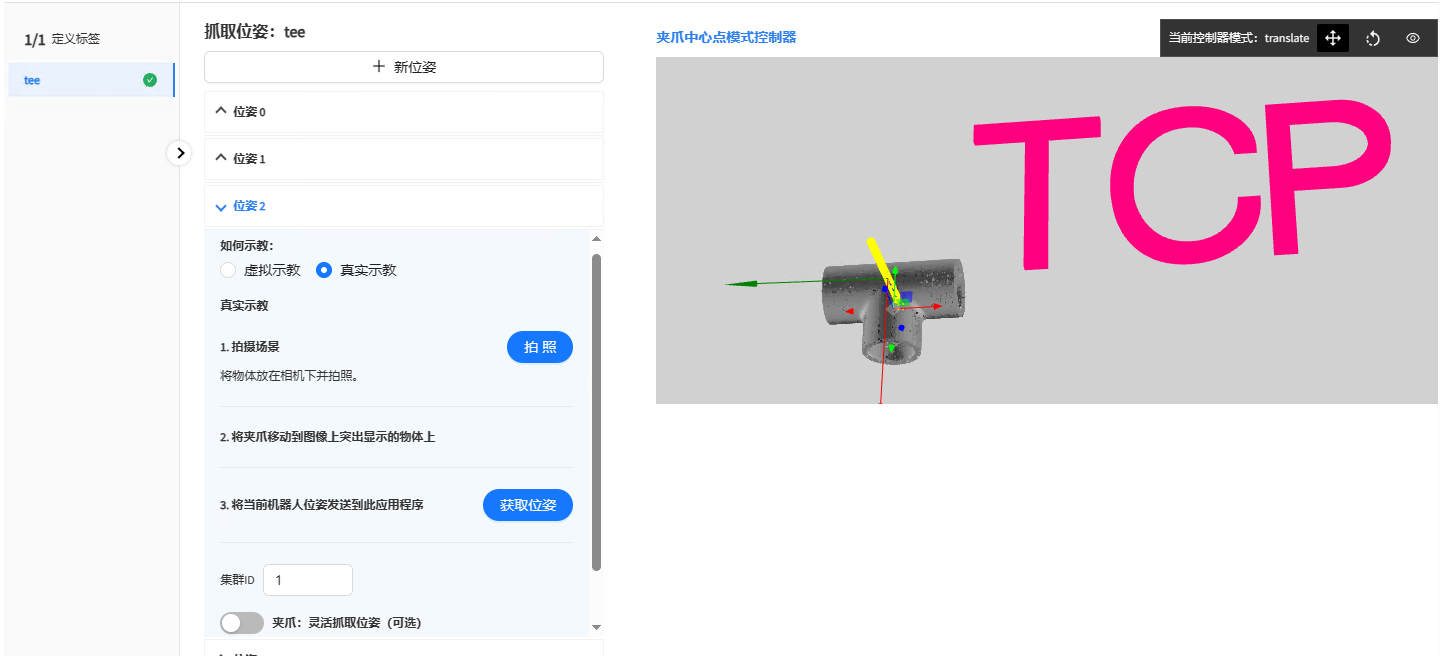 1/1 定义标签
tee
抓取位姿：tee
新位姿
位姿 0
位姿 1
位姿 2
如何示教：
虚拟示教 真实示教
真实示教
1. 拍摄场景
拍 照
将物体放在相机下并拍照。
2. 将夹爪移动到图像上突出显示的物体上
3. 将当前机器人位姿发送到此应用程序
获取位姿
集群ID 1
夹爪：灵活抓取位姿（可选）
夹爪中心点模式控制器
当前控制器模式：translate
TCP